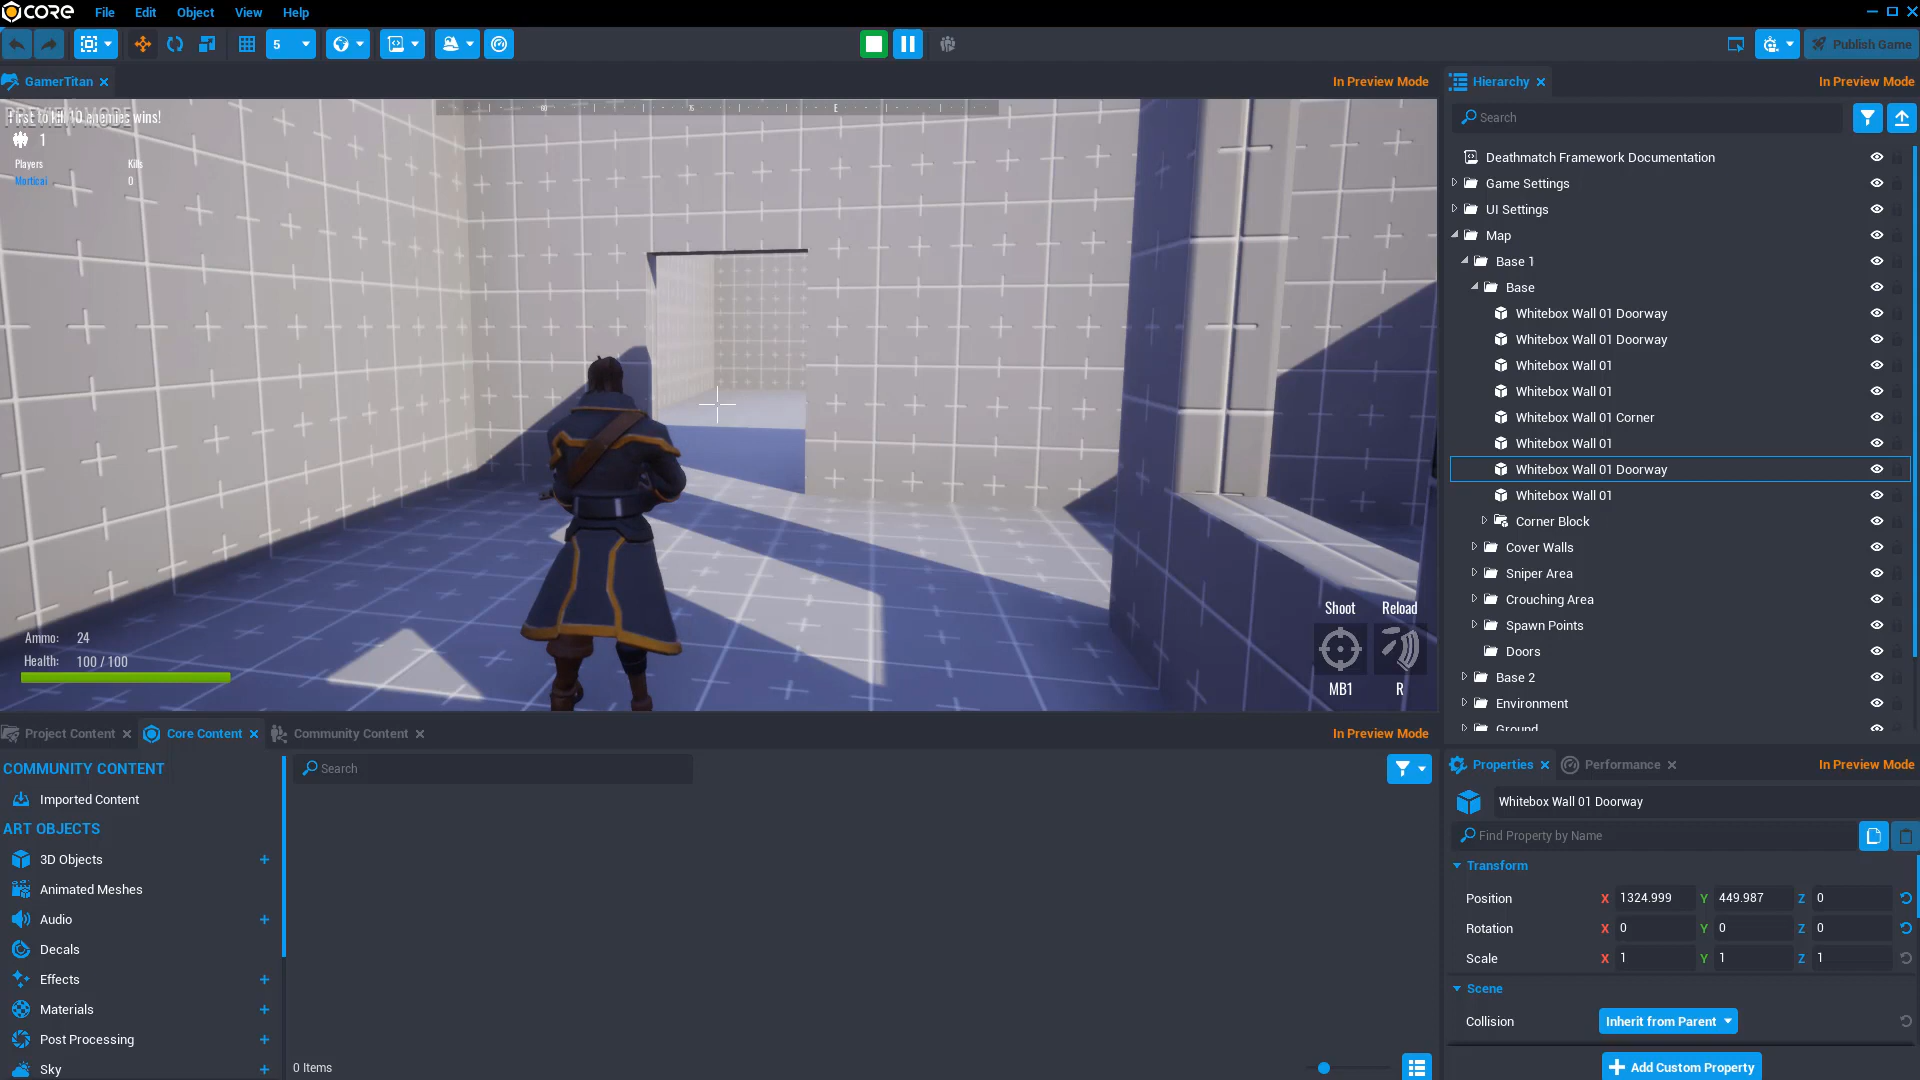 CORE
File Edit Object View Help
5
Publish Game
GamerTitan
In Preview Mode
PREVIEW MODE
First to kill 10 enemies wins!
1
Players Kills
Morticai 0
60 75 E
Ammo: 24
Health: 100 / 100
Shoot Reload
MB1 R
Hierarchy
In Preview Mode
Search
Deathmatch Framework Documentation
Game Settings
UI Settings
Map
Base 1
Base
Whitebox Wall 01 Doorway
Whitebox Wall 01 Doorway
Whitebox Wall 01
Whitebox Wall 01
Whitebox Wall 01 Corner
Whitebox Wall 01
Whitebox Wall 01 Doorway
Whitebox Wall 01
Corner Block
Cover Walls
Sniper Area
Crouching Area
Spawn Points
Doors
Base 2
Environment
Ground
Project Content Core Content Community Content
In Preview Mode
COMMUNITY CONTENT
Imported Content
ART OBJECTS
3D Objects
Animated Meshes
Audio
Decals
Effects
Materials
Post Processing
Sky
Search
0 Items
Properties Performance
In Preview Mode
Whitebox Wall 01 Doorway
Find Property by Name
Transform
Position X 1324.999 Y 449.987 Z 0
Rotation X 0 Y 0 Z 0
Scale X 1 Y 1 Z 1
Scene
Collision Inherit from Parent
Add Custom Property